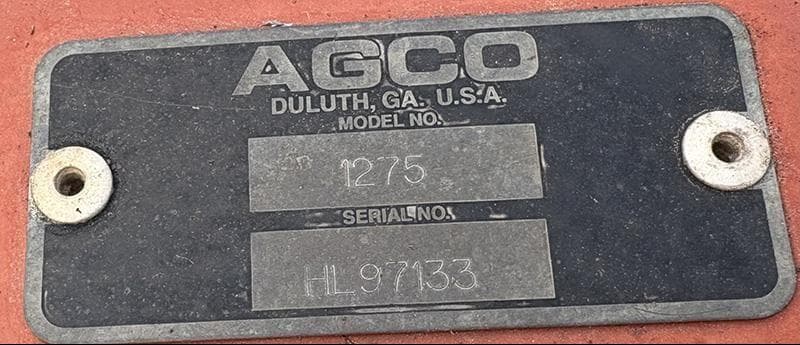 AGCO
DULUTH, GA. U.S.A.
MODEL NO.
1275
SERIAL NO.
HL97133